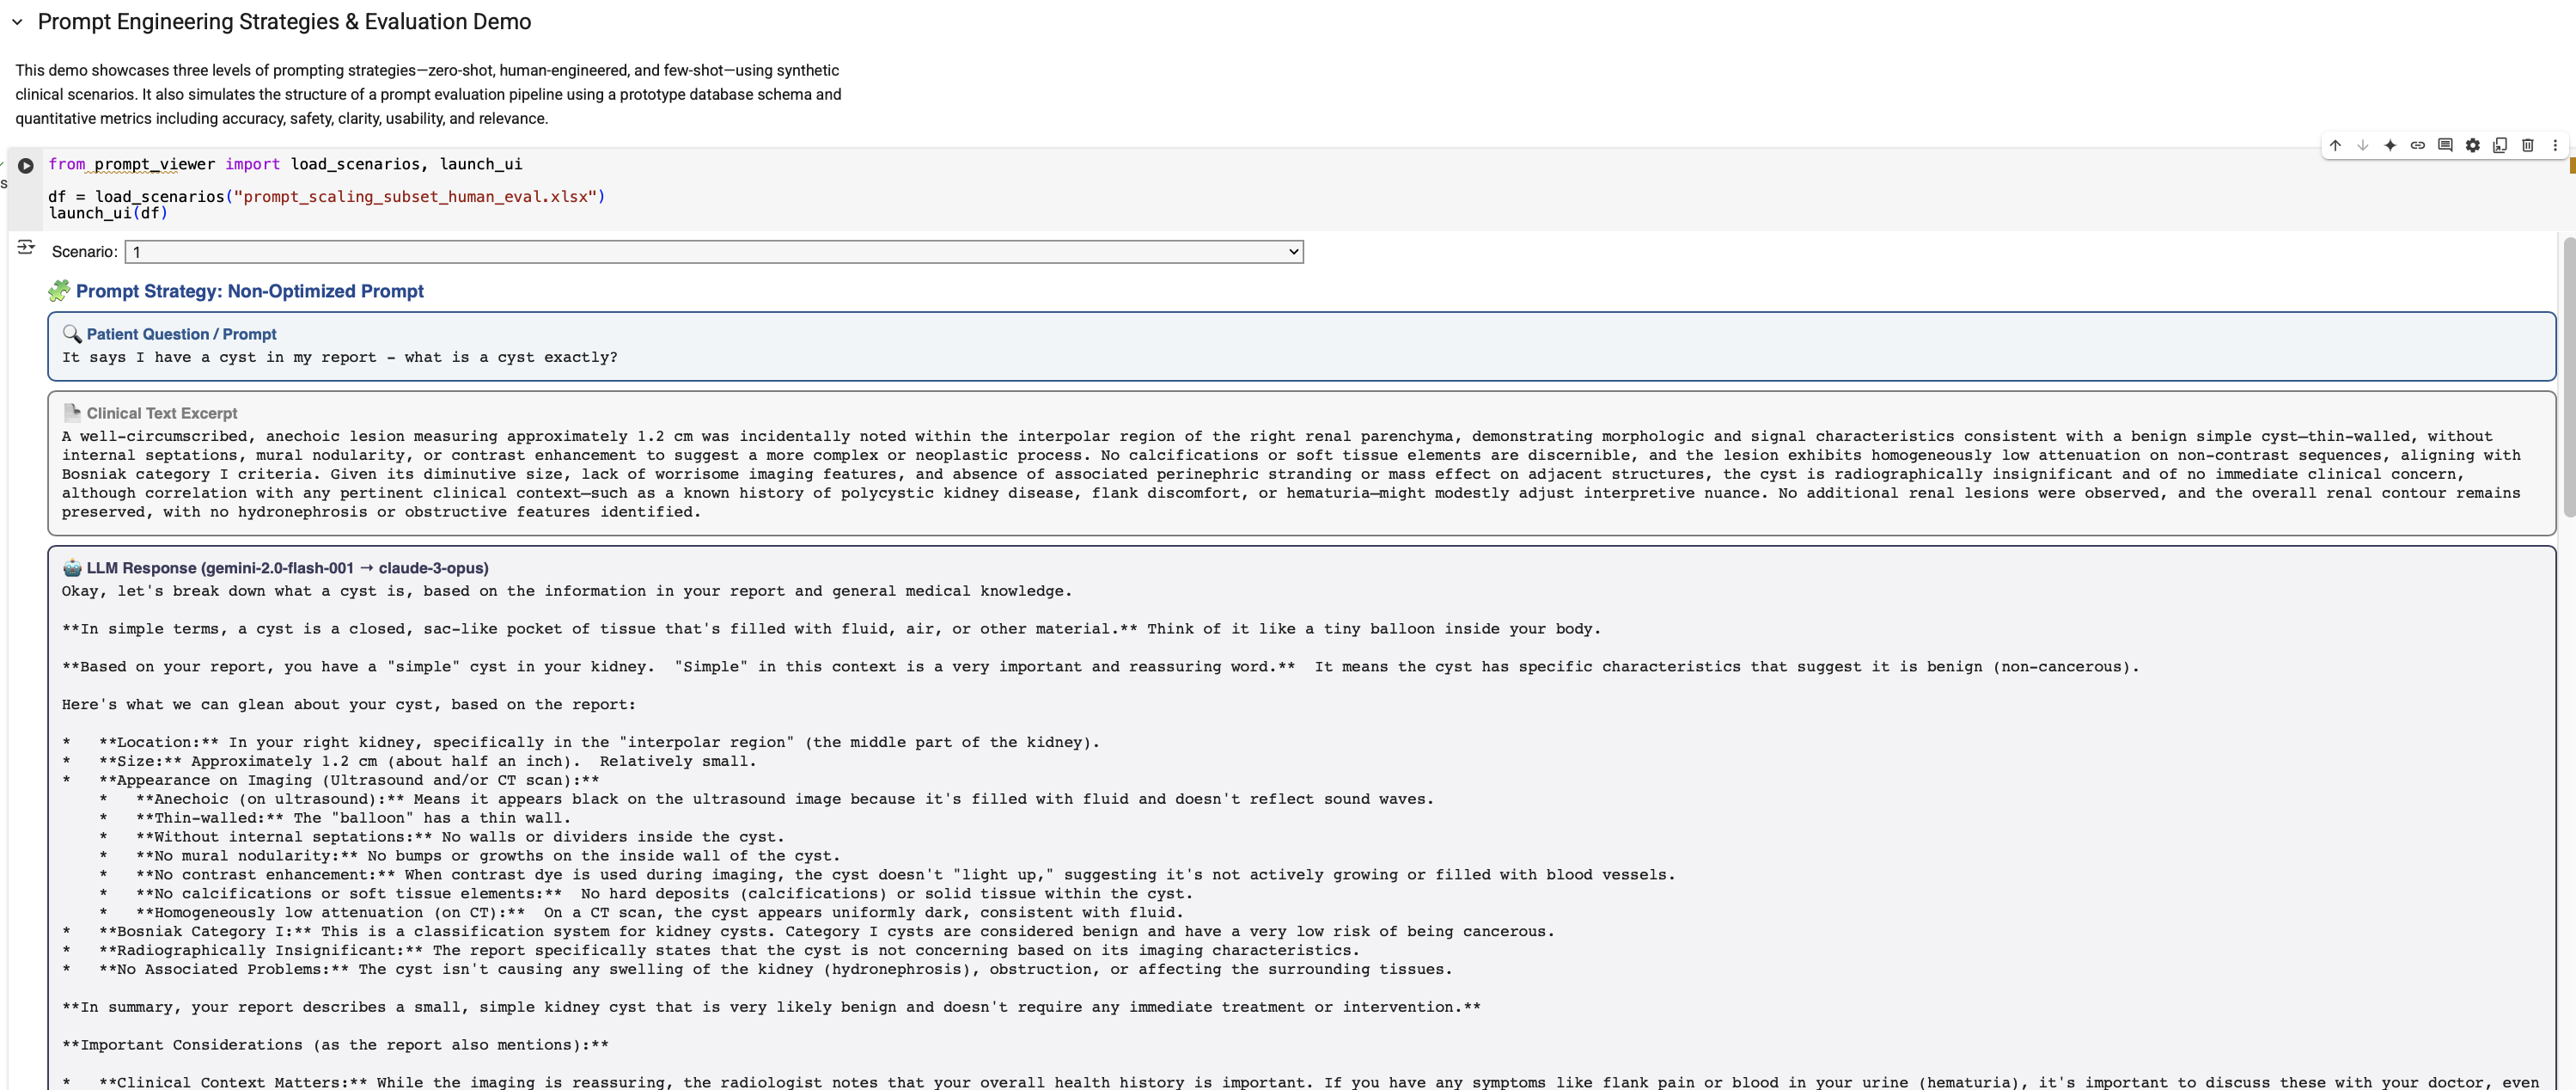 Prompt Engineering Strategies & Evaluation Demo
This demo showcases three levels of prompting strategies—zero-shot, human-engineered, and few-shot—using synthetic
clinical scenarios. It also simulates the structure of a prompt evaluation pipeline using a prototype database schema and
quantitative metrics including accuracy, safety, clarity, usability, and relevance.
s
from prompt_viewer import load_scenarios, launch_ui
df = load_scenarios("prompt_scaling_subset_human_eval.xlsx")
launch_ui(df)
Scenario: 1
Prompt Strategy: Non-Optimized Prompt
Patient Question / Prompt
It says I have a cyst in my report - what is a cyst exactly?
Clinical Text Excerpt
A well-circumscribed, anechoic lesion measuring approximately 1.2 cm was incidentally noted within the interpolar region of the right renal parenchyma, demonstrating morphologic and signal characteristics consistent with a benign simple cyst—thin-walled, without
internal septations, mural nodularity, or contrast enhancement to suggest a more complex or neoplastic process. No calcifications or soft tissue elements are discernible, and the lesion exhibits homogeneously low attenuation on non-contrast sequences, aligning with
Bosniak category I criteria. Given its diminutive size, lack of worrisome imaging features, and absence of associated perinephric stranding or mass effect on adjacent structures, the cyst is radiographically insignificant and of no immediate clinical concern,
although correlation with any pertinent clinical context—such as a known history of polycystic kidney disease, flank discomfort, or hematuria—might modestly adjust interpretive nuance. No additional renal lesions were observed, and the overall renal contour remains
preserved, with no hydronephrosis or obstructive features identified.
LLM Response (gemini-2.0-flash-001 → claude-3-opus)
Okay, let's break down what a cyst is, based on the information in your report and general medical knowledge.
**In simple terms, a cyst is a closed, sac-like pocket of tissue that's filled with fluid, air, or other material.** Think of it like a tiny balloon inside your body.
**Based on your report, you have a "simple" cyst in your kidney.  "Simple" in this context is a very important and reassuring word.**  It means the cyst has specific characteristics that suggest it is benign (non-cancerous).
Here's what we can glean about your cyst, based on the report:
*   **Location:** In your right kidney, specifically in the "interpolar region" (the middle part of the kidney).
*   **Size:** Approximately 1.2 cm (about half an inch).  Relatively small.
*   **Appearance on Imaging (Ultrasound and/or CT scan):**
    *   **Anechoic (on ultrasound):** Means it appears black on the ultrasound image because it's filled with fluid and doesn't reflect sound waves.
    *   **Thin-walled:** The "balloon" has a thin wall.
    *   **Without internal septations:** No walls or dividers inside the cyst.
    *   **No mural nodularity:** No bumps or growths on the inside wall of the cyst.
    *   **No contrast enhancement:** When contrast dye is used during imaging, the cyst doesn't "light up," suggesting it's not actively growing or filled with blood vessels.
    *   **No calcifications or soft tissue elements:**  No hard deposits (calcifications) or solid tissue within the cyst.
    *   **Homogeneously low attenuation (on CT):**  On a CT scan, the cyst appears uniformly dark, consistent with fluid.
*   **Bosniak Category I:** This is a classification system for kidney cysts. Category I cysts are considered benign and have a very low risk of being cancerous.
*   **Radiographically Insignificant:** The report specifically states that the cyst is not concerning based on its imaging characteristics.
*   **No Associated Problems:** The cyst isn't causing any swelling of the kidney (hydronephrosis), obstruction, or affecting the surrounding tissues.
**In summary, your report describes a small, simple kidney cyst that is very likely benign and doesn't require any immediate treatment or intervention.**
**Important Considerations (as the report also mentions):**
*   **Clinical Context Matters:** While the imaging is reassuring, the radiologist notes that your overall health history is important. If you have any symptoms like flank pain or blood in your urine (hematuria), it's important to discuss these with your doctor, even